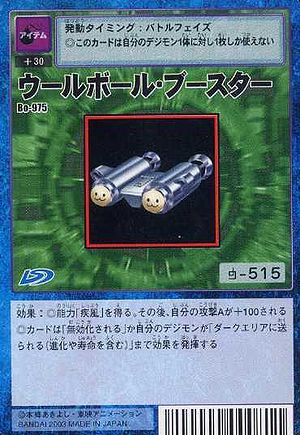 発動タイミング：バトルフェイズ
アイテム
◎このカードは自分のデジモン1体に対し1枚しか使えない
+30
ウールボール・ブースター
Bo-975
D
ウ-515
効果：◎能力「疾風」を得る。その後、自分の攻撃Aが＋100される
◎カードは「無効化される」か自分のデジモンが「ダークエリアに送
られる(進化や寿命を含む)」まで効果を発揮する
©本郷あきよし・東映アニメーション
BANDAI 2003 MADE IN JAPAN